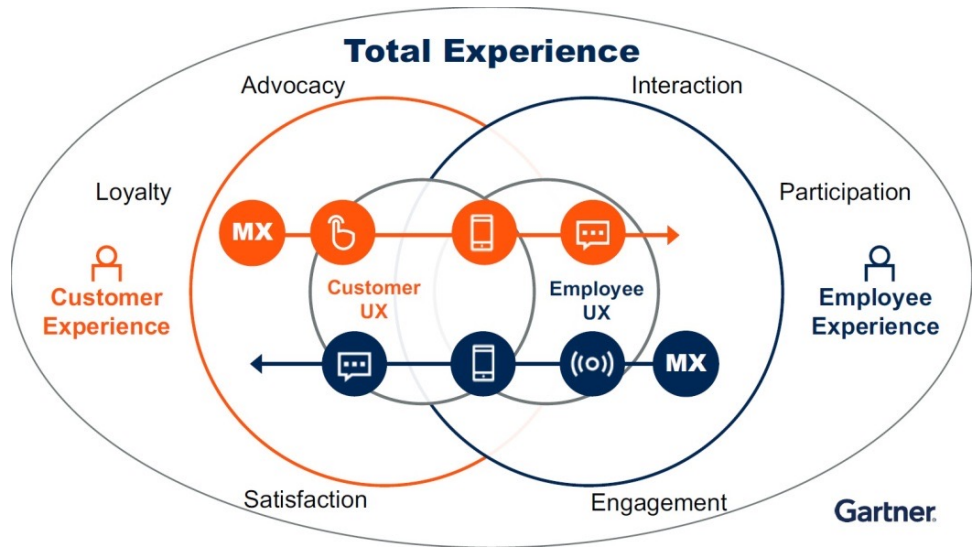 Total Experience
Advocacy
Interaction
Loyalty
Participation
MX
Customer
Experience
Customer
UX
Employee
UX
Employee
Experience
MX
Satisfaction
Engagement
Gartner.